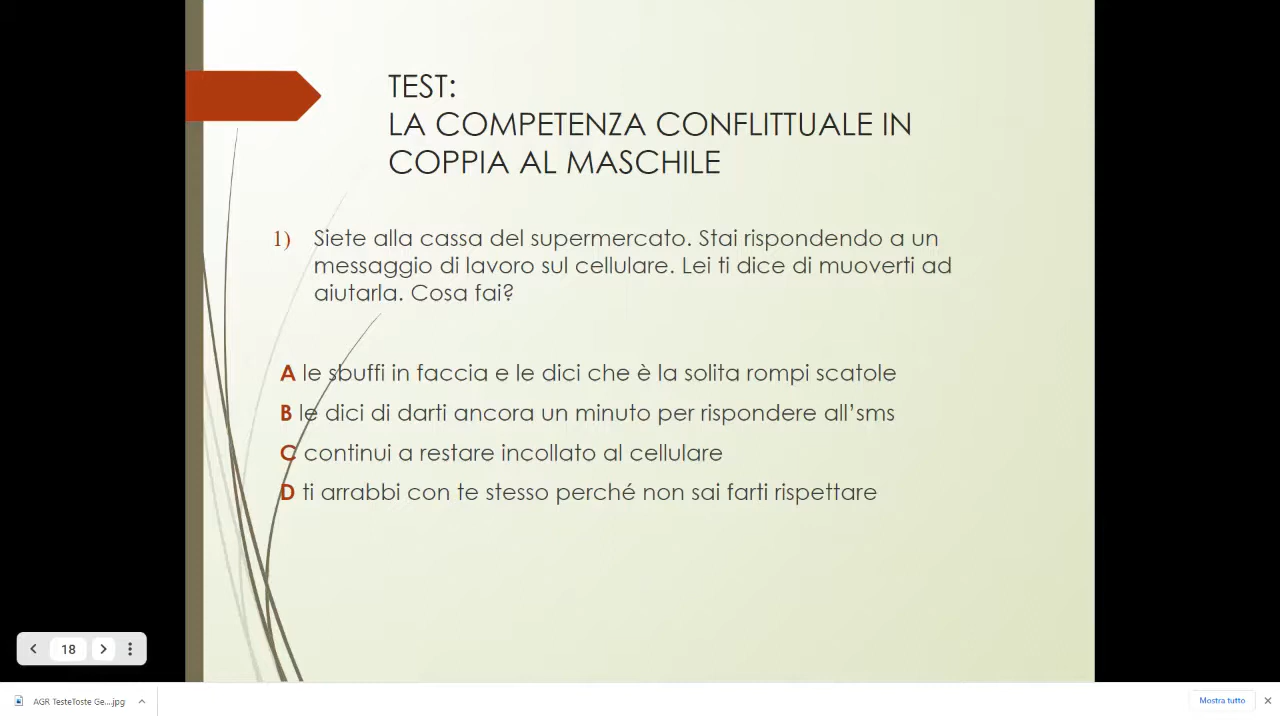 TEST:
LA COMPETENZA CONFLITTUALE IN
COPPIA AL MASCHILE
1) Siete alla cassa del supermercato. Stai rispondendo a un
messaggio di lavoro sul cellulare. Lei ti dice di muoverti ad
aiutarla. Cosa fai?
A le sbuffi in faccia e le dici che è la solita rompi scatole
B le dici di darti ancora un minuto per rispondere all’sms
C continui a restare incollato al cellulare
D ti arrabbi con te stesso perché non sai farti rispettare
18
AGR TesteToste Ge....jpg
Mostra tutto